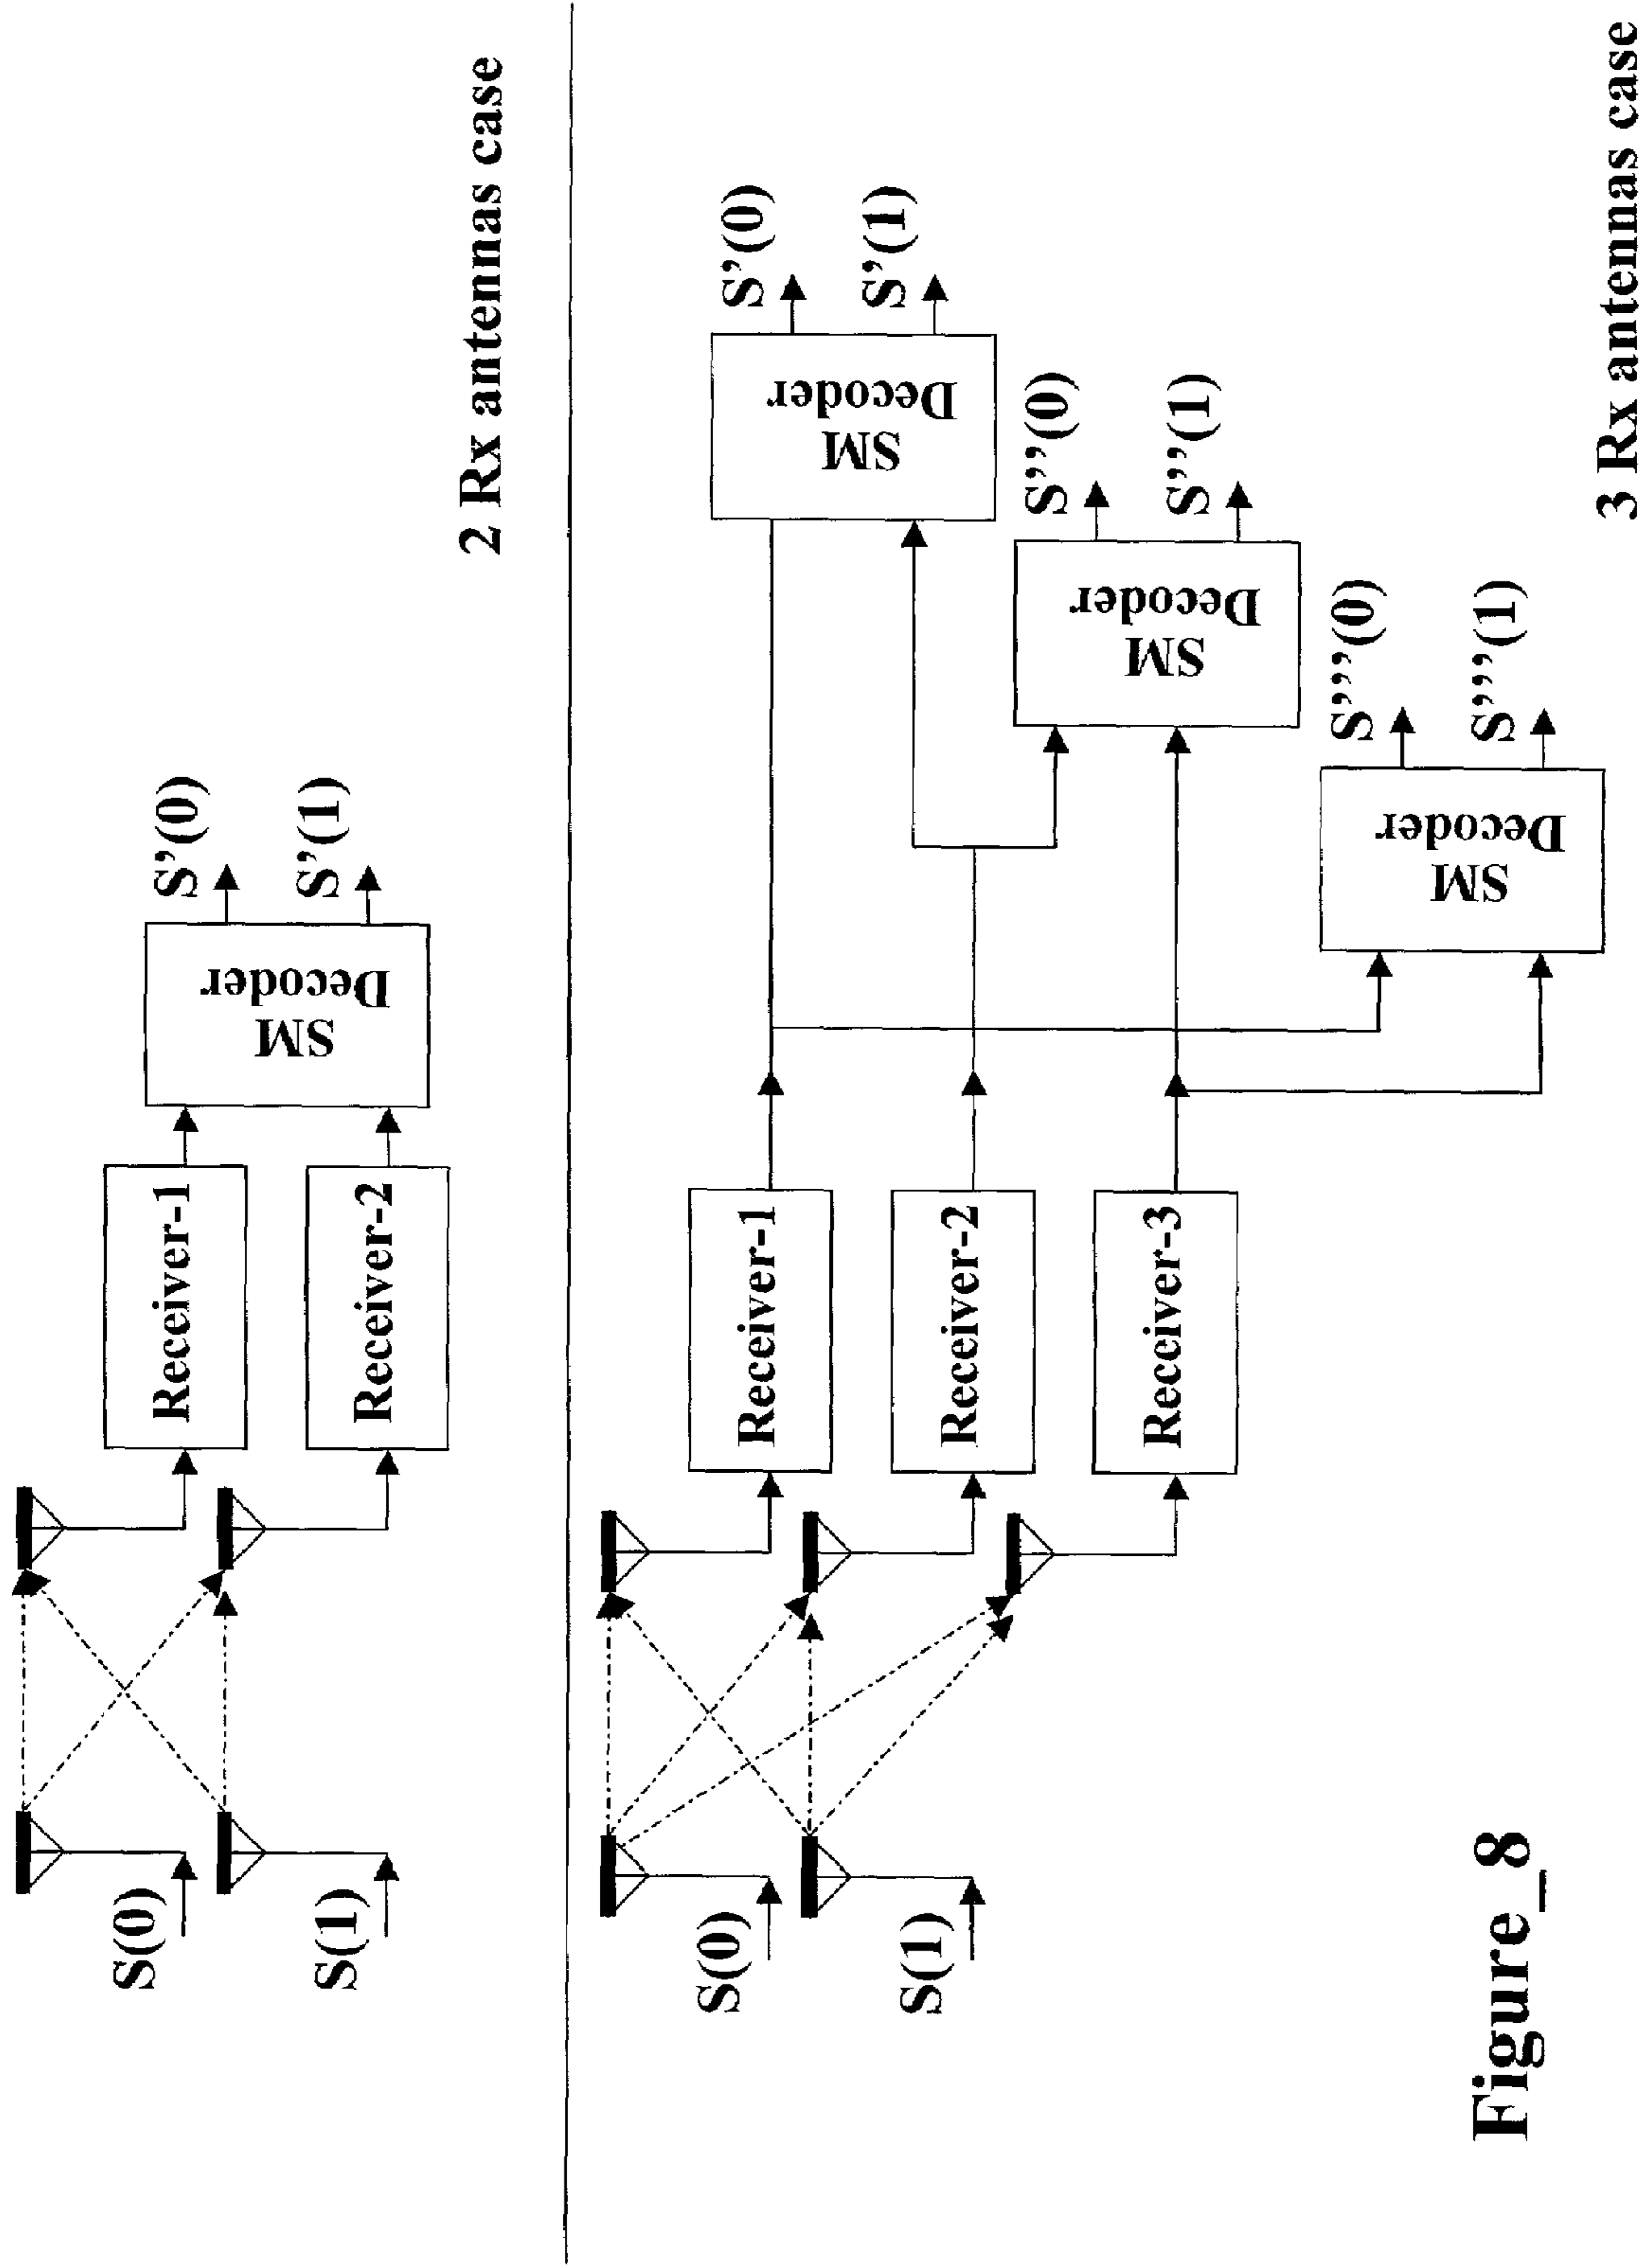 S(0)
S(1)
Receiver-1
Receiver-2
SM
Decoder
S’(0)
S’(1)
2 Rx antennas case
S(0)
S(1)
Receiver-1
Receiver-2
Receiver-3
SM
Decoder
S’(0)
S’(1)
SM
Decoder
S’’(0)
S’’(1)
SM
Decoder
S’’’(0)
S’’’(1)
3 Rx antennas case
Figure_8